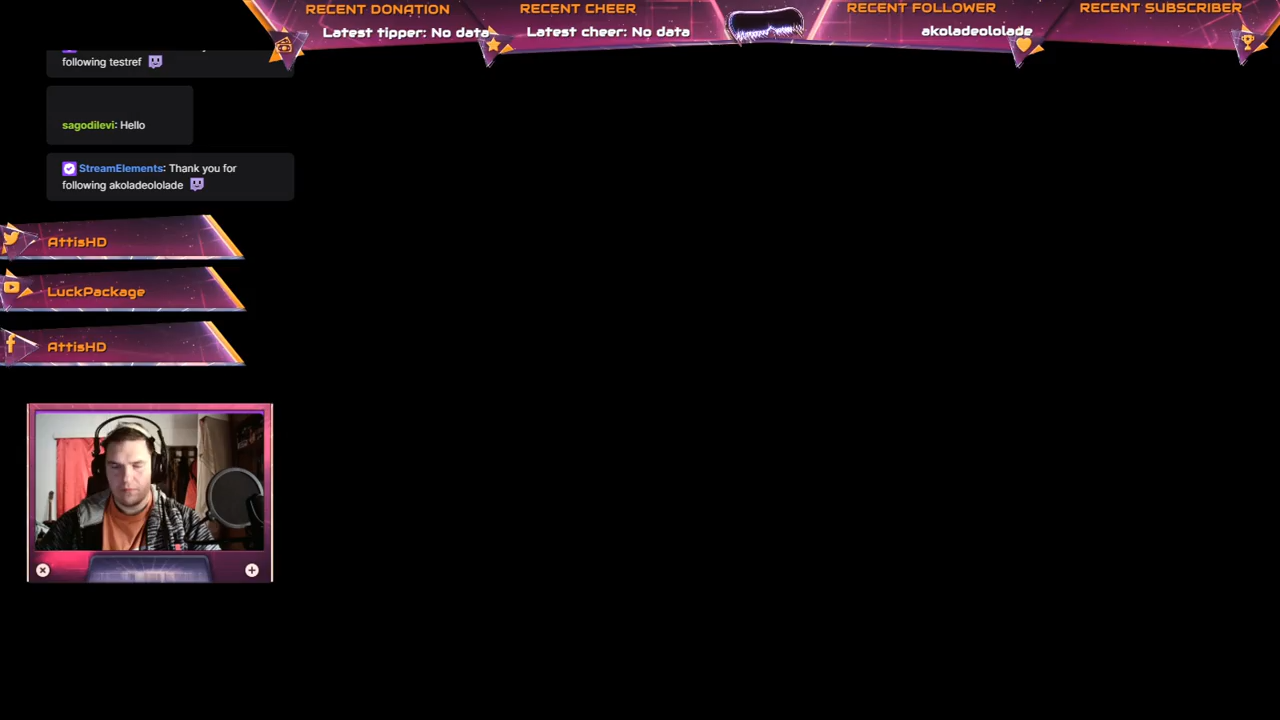 RECENT DONATION
Latest tipper: No data
RECENT CHEER
Latest cheer: No data
RECENT FOLLOWER
akoladeololade
RECENT SUBSCRIBER
following testref
sagodilevi: Hello
StreamElements: Thank you for
following akoladeololade
AttisHD
LuckPackage
AttisHD